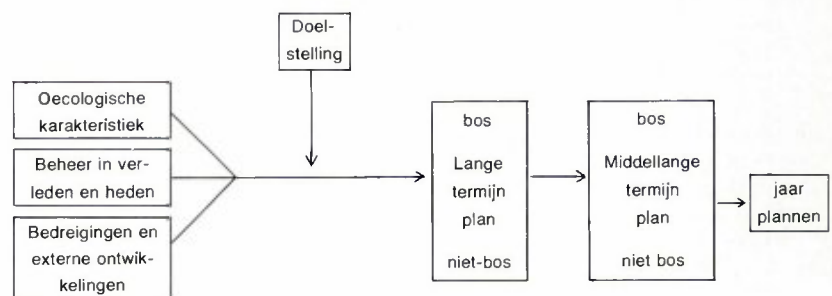 Doel-
stelling
Oecologische
karakteristiek
Beheer in ver-
leden en heden
Bedreigingen en
externe ontwik-
kelingen
bos
Lange
termijn
plan
niet-bos
bos
Middellange
termijn
plan
niet bos
jaar
plannen